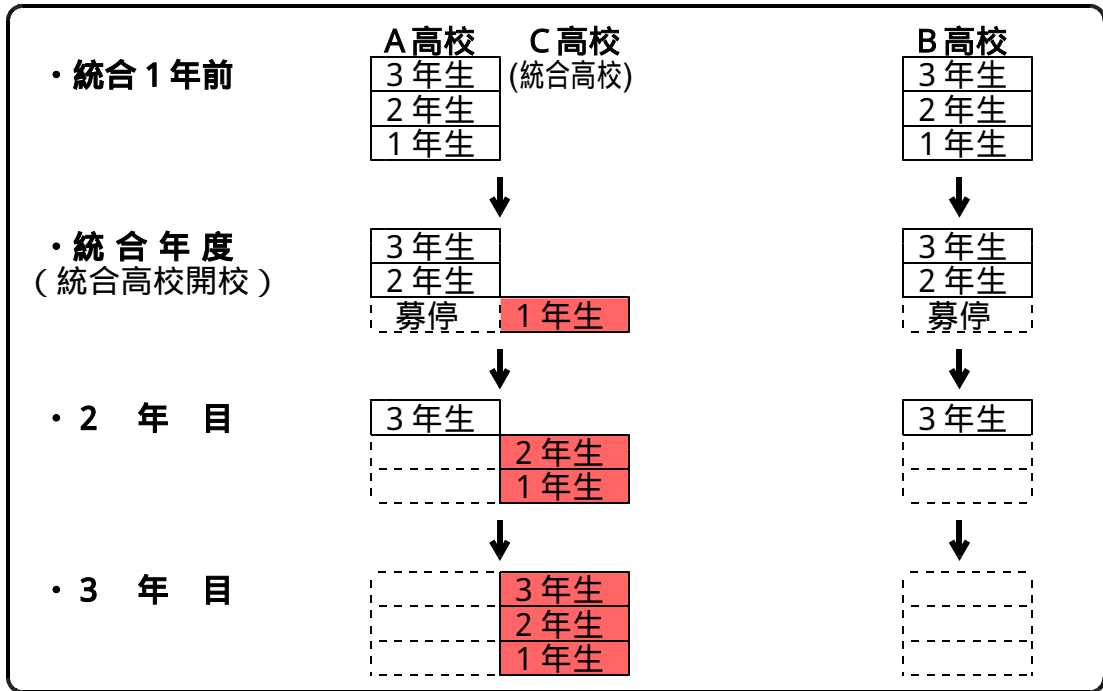 A高校 C高校 B高校
・統合1年前 3年生 (統合高校) 3年生
2年生 2年生
1年生 1年生
・統合年度 3年生 3年生
(統合高校開校) 2年生 2年生
募停 1年生 募停
・2年目 3年生 3年生
2年生
1年生
・3年目 3年生
2年生
1年生